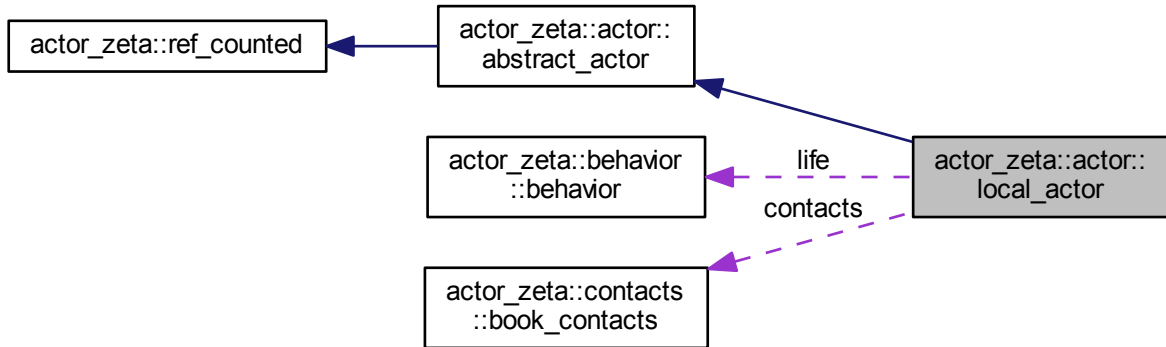 actor_zeta::ref_counted
actor_zeta::actor::
abstract_actor
actor_zeta::behavior
::behavior
life
contacts
actor_zeta::actor::
local_actor
actor_zeta::contacts
::book_contacts